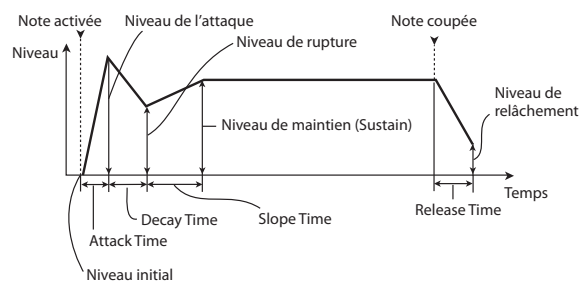 Note activée
Niveau de l'attaque
Note coupée
Niveau de rupture
Niveau
Niveau de
relâchement
Niveau de maintien (Sustain)
Temps
Decay Time
Slope Time
Release Time
Attack Time
Niveau initial